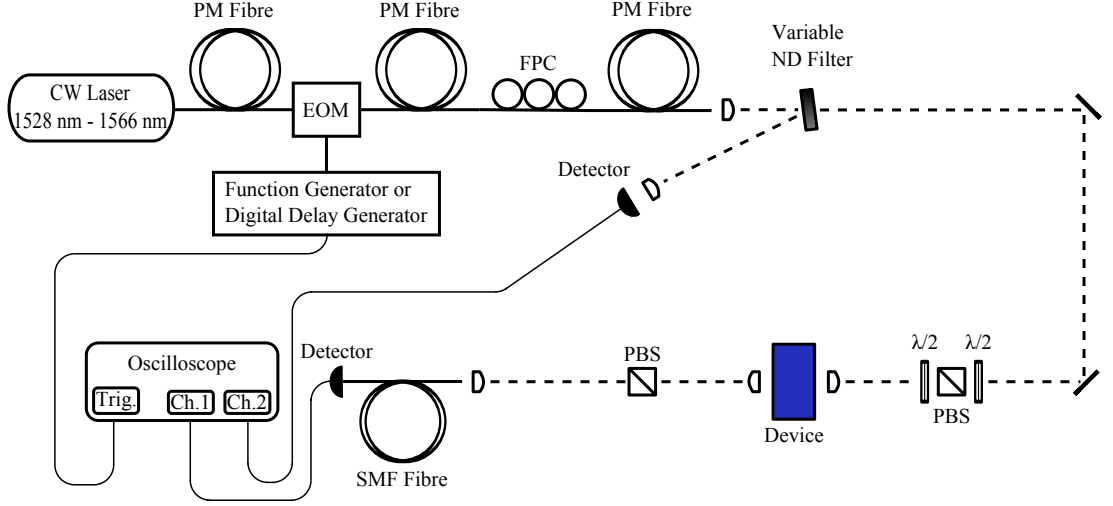 PM Fibre
PM Fibre
PM Fibre
Variable
ND Filter
FPC
CW Laser
1528 nm - 1566 nm
EOM
Detector
Function Generator or
Digital Delay Generator
Oscilloscope
Trig.
Ch.1
Ch.2
Detector
SMF Fibre
PBS
Device
λ/2
λ/2
PBS